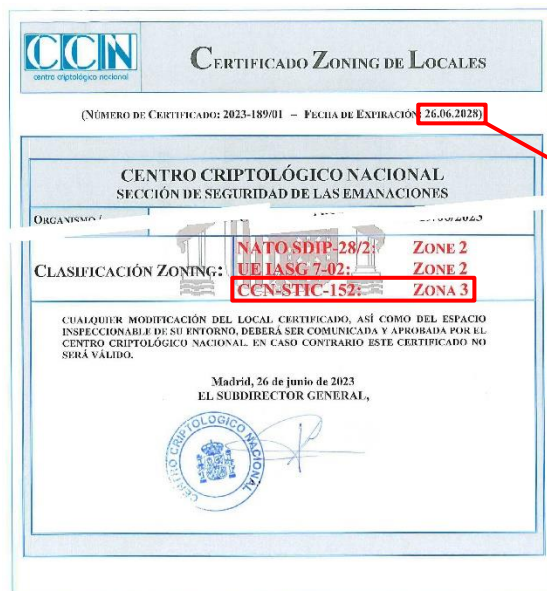 CCN
centro criptológico nacional
CERTIFICADO ZONING DE LOCALES
(NÚMERO DE CERTIFICADO: 2023-189/01 – FECHA DE EXPIRACIÓN: 26.06.2028)
CENTRO CRIPTOLÓGICO NACIONAL
SECCIÓN DE SEGURIDAD DE LAS EMANACIONES
ORGANISMO
CLASIFICACIÓN ZONING:
NATO SDIP-28/2: ZONE 2
UE IASG 7-02: ZONE 2
CCN-STIC-152: ZONA 3
CUALQUIER MODIFICACIÓN DEL LOCAL CERTIFICADO, ASÍ COMO DEL ESPACIO
INSPECCIONABLE DE SU ENTORNO, DEBERÁ SER COMUNICADA Y APROBADA POR EL
CENTRO CRIPTOLÓGICO NACIONAL. EN CASO CONTRARIO ESTE CERTIFICADO NO
SERÁ VÁLIDO.
Madrid, 26 de junio de 2023
EL SUBDIRECTOR GENERAL,
CENTRO CRIPTOLOGICO NACIONAL